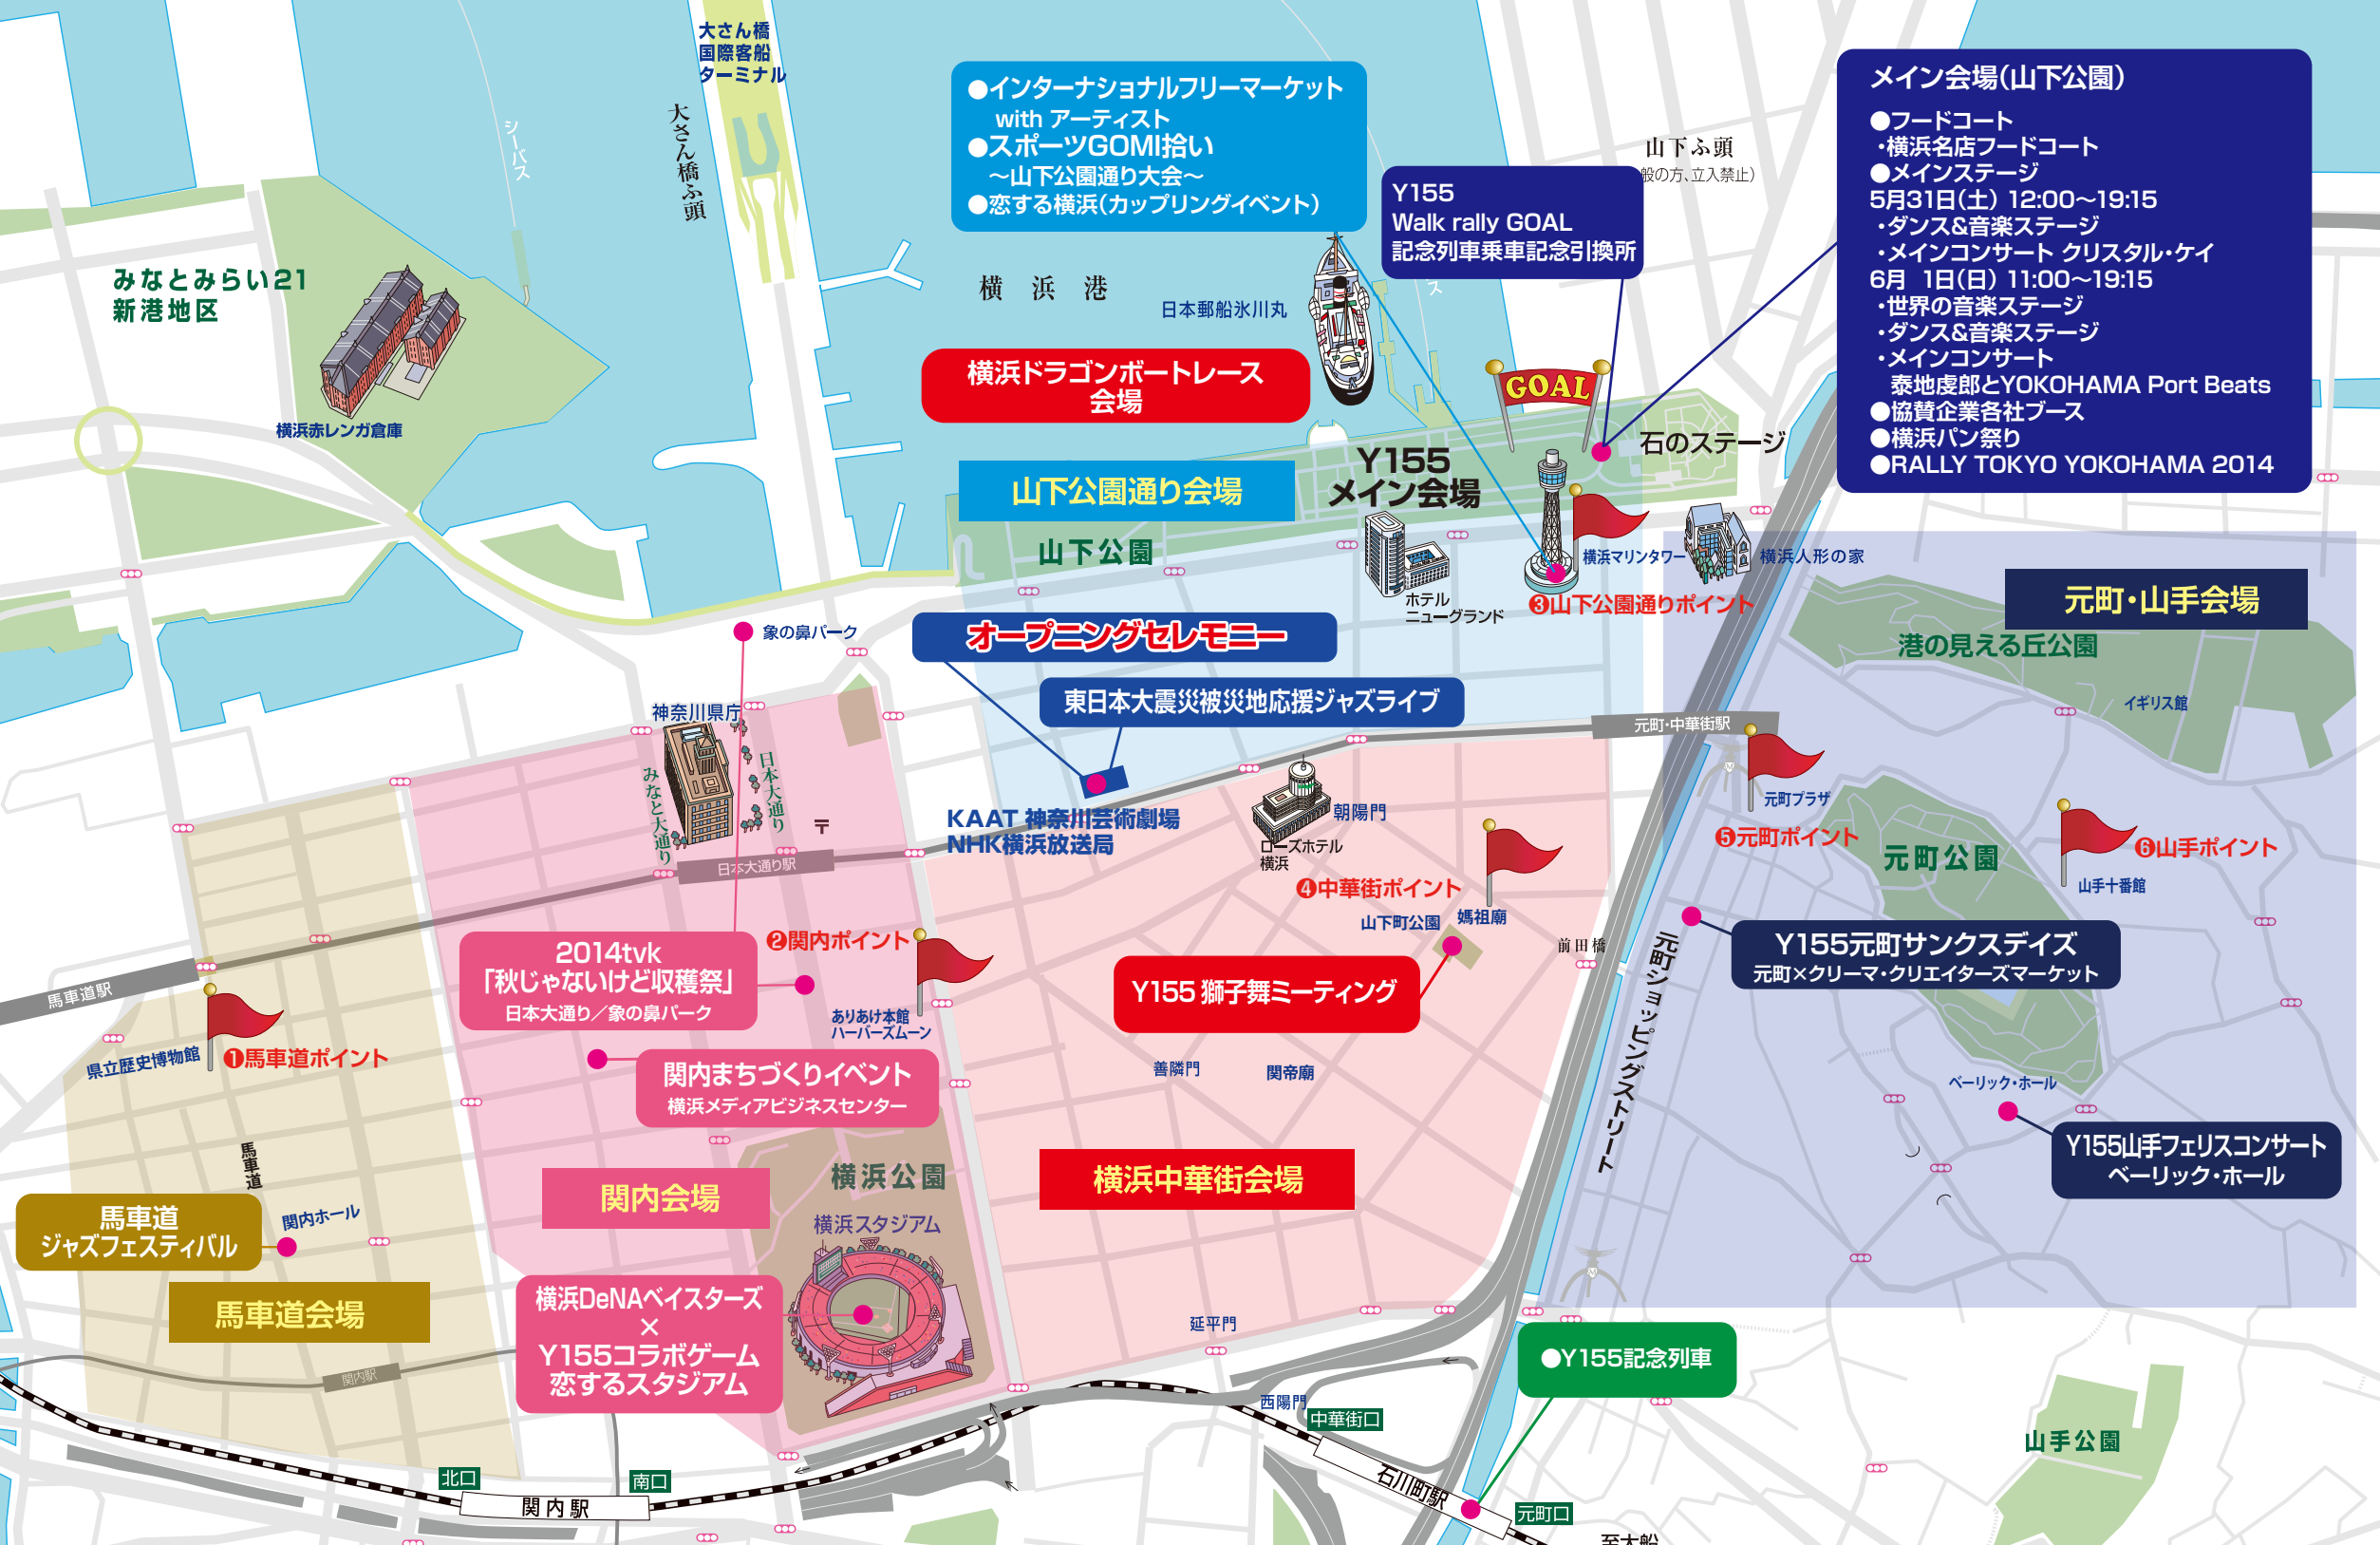 大さん橋
国際客船
ターミナル
大さん橋ふ頭
シーバス
みなとみらい21
新港地区
横浜赤レンガ倉庫
●インターナショナルフリーマーケット
with アーティスト
●スポーツGOMI拾い
～山下公園通り大会～
●恋する横浜(カップリングイベント)
横 浜 港
日本郵船氷川丸
ス
山下ふ頭
般の方、立入禁止)
Y155
Walk rally GOAL
記念列車乗車記念引換所
メイン会場(山下公園)
●フードコート
・横浜名店フードコート
●メインステージ
5月31日(土) 12:00～19:15
・ダンス&音楽ステージ
・メインコンサート クリスタル・ケイ
6月 1日(日) 11:00～19:15
・世界の音楽ステージ
・ダンス&音楽ステージ
・メインコンサート
泰地虔郎とYOKOHAMA Port Beats
●協賛企業各社ブース
●横浜パン祭り
●RALLY TOKYO YOKOHAMA 2014
横浜ドラゴンボートレース
会場
GOAL
石のステージ
山下公園通り会場
Y155
メイン会場
山下公園
ホテル
ニューグランド
横浜マリンタワー
横浜人形の家
❸山下公園通りポイント
元町・山手会場
港の見える丘公園
イギリス館
象の鼻パーク
オープニングセレモニー
東日本大震災被災地応援ジャズライブ
元町・中華街駅
神奈川県庁
みなと大通り
日本大通り
〒
日本大通り駅
KAAT 神奈川芸術劇場
NHK横浜放送局
朝陽門
ローズホテル
横浜
元町プラザ
❺元町ポイント
元町公園
❻山手ポイント
山手十番館
❹中華街ポイント
山下町公園
媽祖廟
前田橋
元町ショッピングストリート
Y155元町サンクスデイズ
元町×クリーマ・クリエイターズマーケット
2014tvk
「秋じゃないけど収穫祭」
日本大通り／象の鼻パーク
❷関内ポイント
ありあけ本館
ハーバーズムーン
Y155 獅子舞ミーティング
馬車道駅
県立歴史博物館
❶馬車道ポイント
関内まちづくりイベント
横浜メディアビジネスセンター
善隣門
関帝廟
ベーリック・ホール
Y155山手フェリスコンサート
ベーリック・ホール
馬車道
関内会場
横浜公園
横浜スタジアム
横浜中華街会場
馬車道
ジャズフェスティバル
関内ホール
馬車道会場
横浜DeNAベイスターズ
×
Y155コラボゲーム
恋するスタジアム
延平門
●Y155記念列車
関内駅
西陽門
中華街口
石川町駅
元町口
山手公園
北口
南口
関内駅
至大船